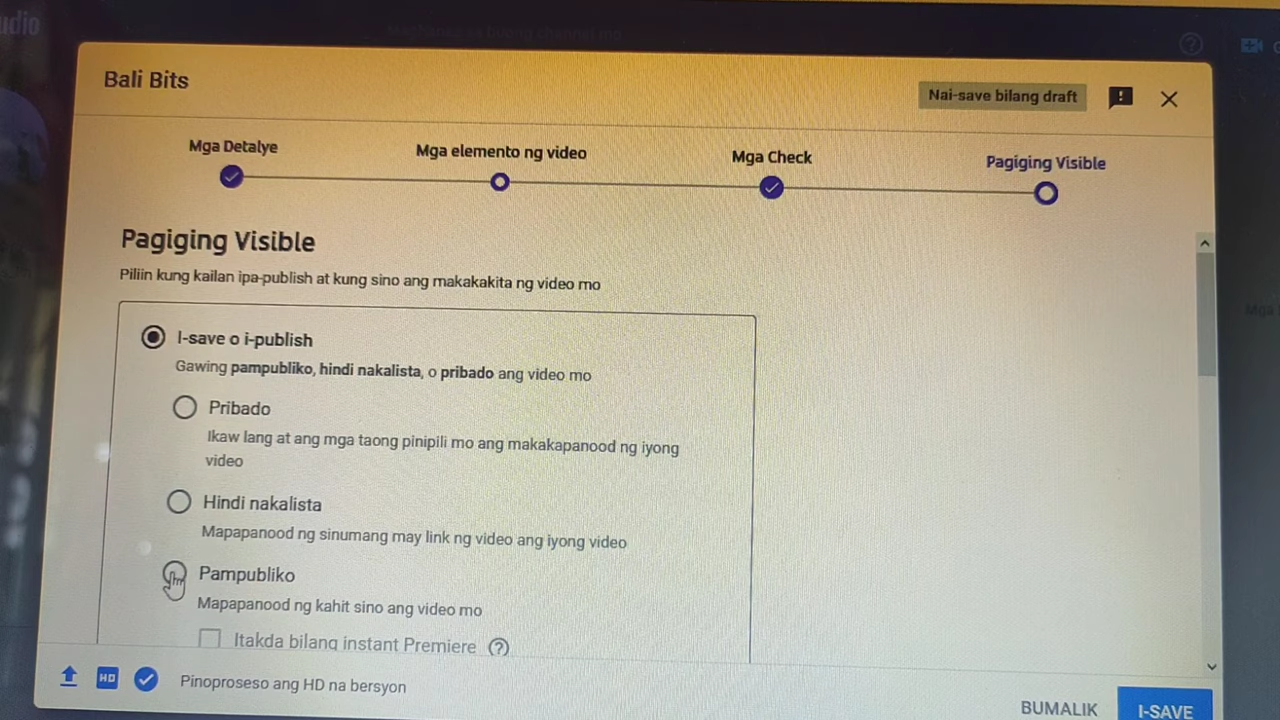 Bali Bits
Nai-save bilang draft
Mga Detalye
Mga elemento ng video
Mga Check
Pagiging Visible
Pagiging Visible
Piliin kung kailan ipa-publish at kung sino ang makakakita ng video mo
I-save o i-publish
Gawing pampubliko, hindi nakalista, o pribado ang video mo
Pribado
Ikaw lang at ang mga taong pinipili mo ang makakapanood ng iyong
video
Hindi nakalista
Mapapanood ng sinumang may link ng video ang iyong video
Pampubliko
Mapapanood ng kahit sino ang video mo
Itakda bilang instant Premiere
HD
Pinoproseso ang HD na bersyon
BUMALIK
I-SAVE